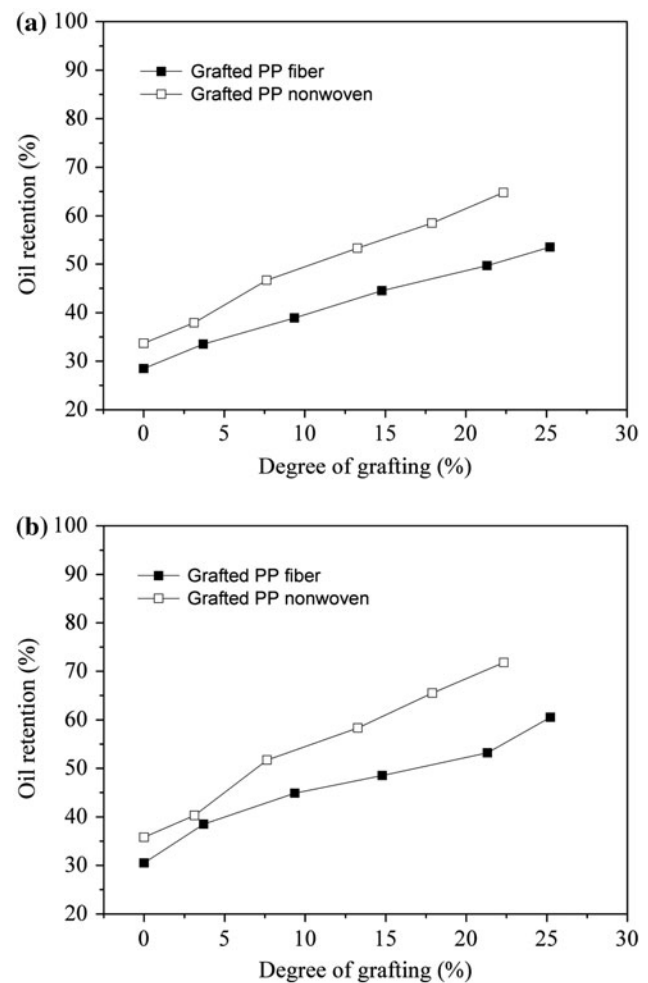 (a)
100
90
80
70
60
50
40
30
20
Oil retention (%)
Grafted PP fiber
Grafted PP nonwoven
0 5 10 15 20 25 30
Degree of grafting (%)
(b)
100
90
80
70
60
50
40
30
20
Oil retention (%)
Grafted PP fiber
Grafted PP nonwoven
0 5 10 15 20 25 30
Degree of grafting (%)